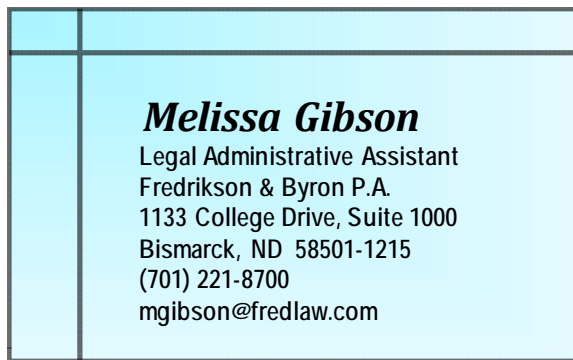 Melissa Gibson
Legal Administrative Assistant
Fredrikson & Byron P.A.
1133 College Drive, Suite 1000
Bismarck, ND  58501-1215
(701) 221-8700
mgibson@fredlaw.com